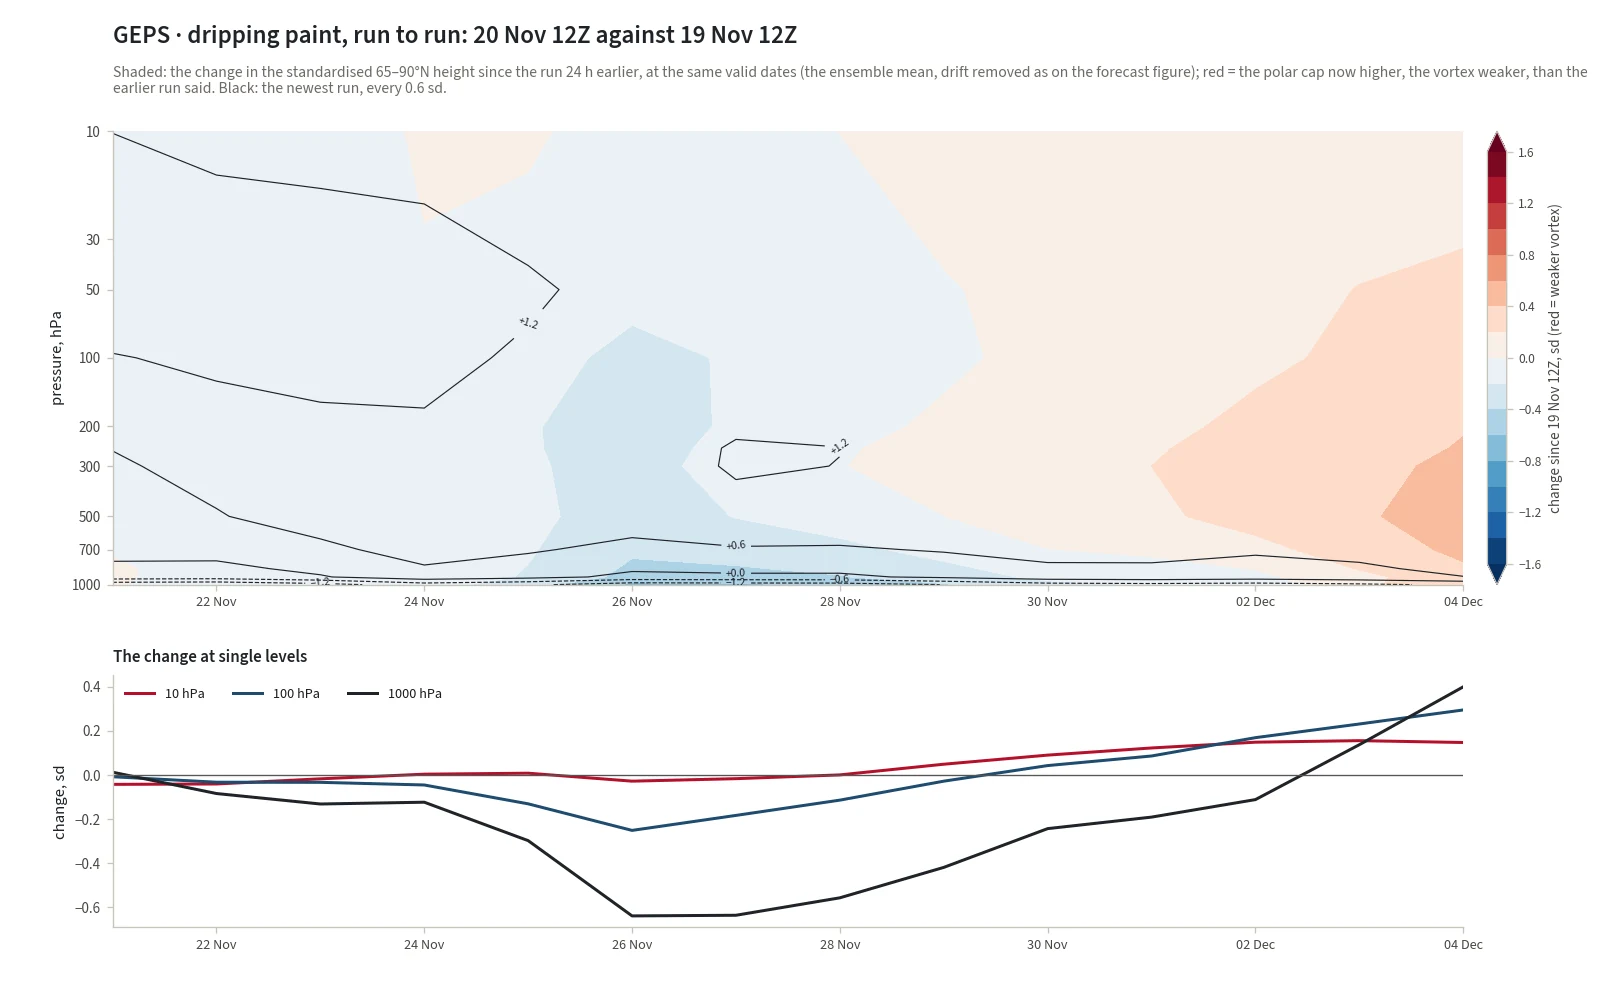 GEPS · dripping paint, run to run: 20 Nov 12Z against 19 Nov 12Z
Shaded: the change in the standardised 65–90°N height since the run 24 h earlier, at the same valid dates (the ensemble mean, drift removed as on the forecast figure); red = the polar cap now higher, the vortex weaker, than the
earlier run said. Black: the newest run, every 0.6 sd.
pressure, hPa
10
30
50
100
200
300
500
700
1000
+1.2
+1.2
+0.6
+0.0
-0.6
22 Nov
24 Nov
26 Nov
28 Nov
30 Nov
02 Dec
04 Dec
1.6
1.2
0.8
0.4
0.0
−0.4
−0.8
−1.2
−1.6
change since 19 Nov 12Z, sd (red = weaker vortex)
The change at single levels
10 hPa
100 hPa
1000 hPa
change, sd
0.4
0.2
0.0
−0.2
−0.4
−0.6
22 Nov
24 Nov
26 Nov
28 Nov
30 Nov
02 Dec
04 Dec